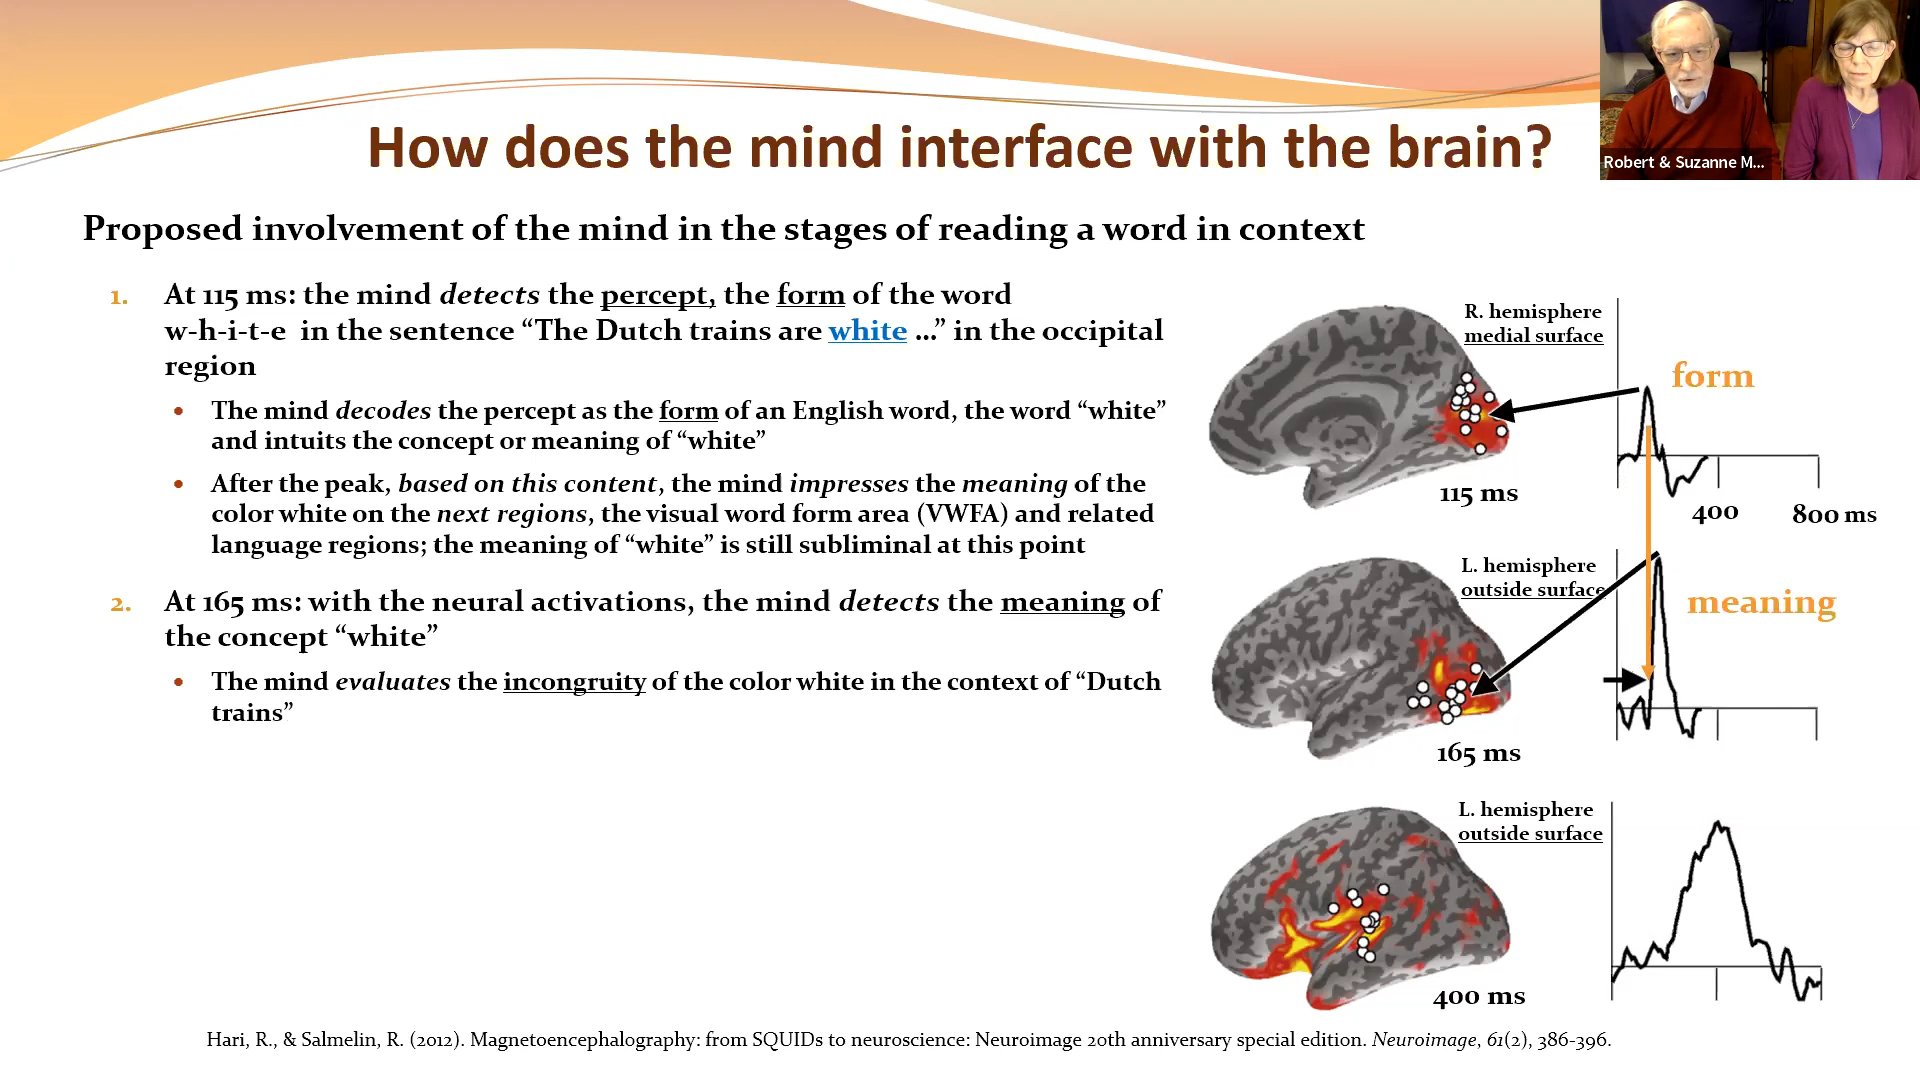 How does the mind interface with the brain?
Robert & Suzanne M...
Proposed involvement of the mind in the stages of reading a word in context
1. At 115 ms: the mind detects the percept, the form of the word
w-h-i-t-e in the sentence “The Dutch trains are white ...” in the occipital
region
• The mind decodes the percept as the form of an English word, the word “white”
and intuits the concept or meaning of “white”
• After the peak, based on this content, the mind impresses the meaning of the
color white on the next regions, the visual word form area (VWFA) and related
language regions; the meaning of “white” is still subliminal at this point
2. At 165 ms: with the neural activations, the mind detects the meaning of
the concept “white”
• The mind evaluates the incongruity of the color white in the context of “Dutch
trains”
R. hemisphere
medial surface
form
115 ms
400
800 ms
L. hemisphere
outside surface
meaning
165 ms
L. hemisphere
outside surface
400 ms
Hari, R., & Salmelin, R. (2012). Magnetoencephalography: from SQUIDs to neuroscience: Neuroimage 20th anniversary special edition. Neuroimage, 61(2), 386-396.